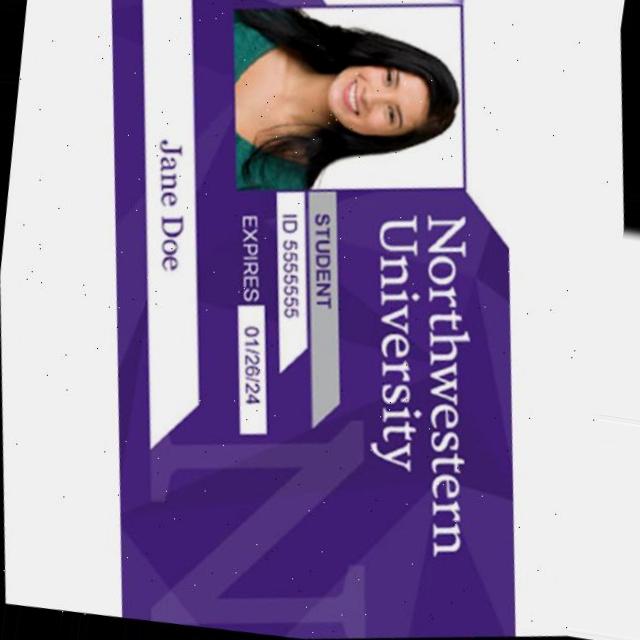 Northwestern
University
STUDENT
ID 5555555
EXPIRES 01/26/24
Jane Doe
N